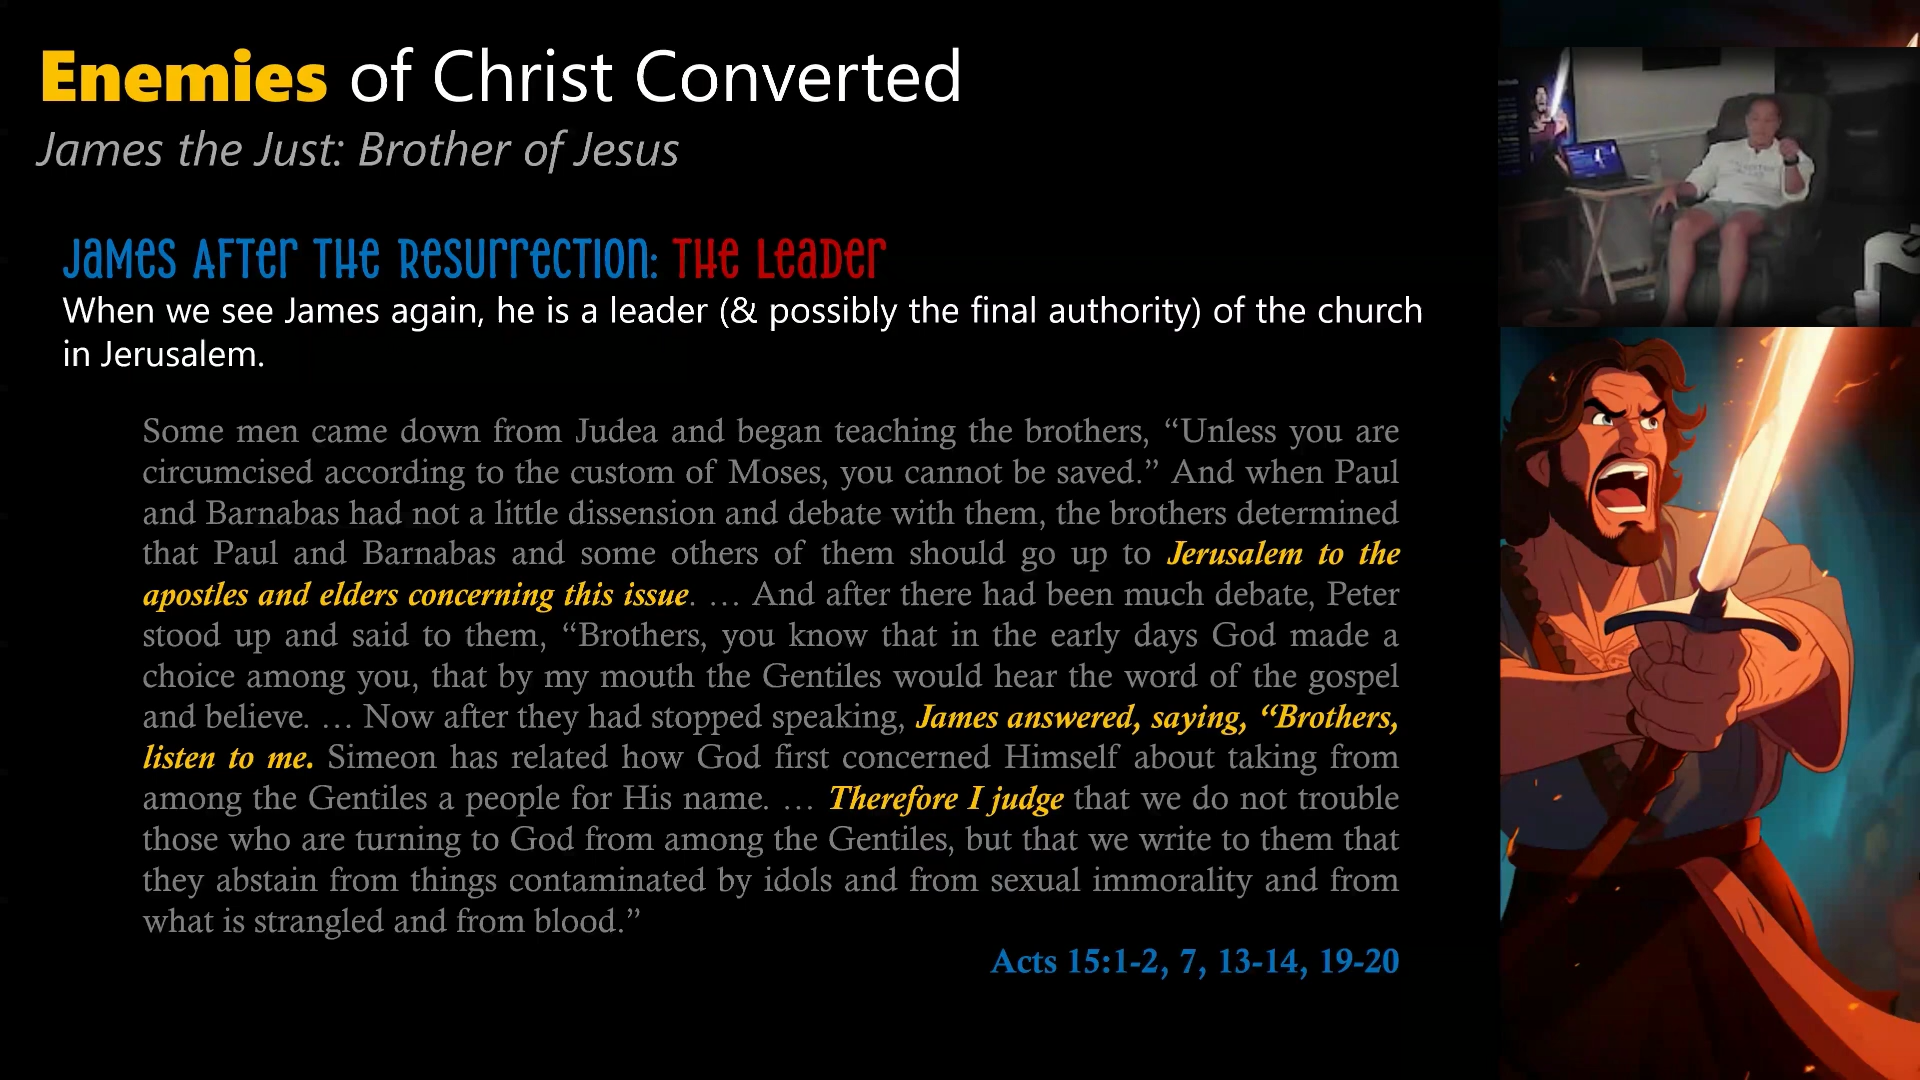 Enemies of Christ Converted
James the Just: Brother of Jesus
James After The Resurrection: The Leader
When we see James again, he is a leader (& possibly the final authority) of the church
in Jerusalem.
Some men came down from Judea and began teaching the brothers, “Unless you are
circumcised according to the custom of Moses, you cannot be saved.” And when Paul
and Barnabas had not a little dissension and debate with them, the brothers determined
that Paul and Barnabas and some others of them should go up to Jerusalem to the
apostles and elders concerning this issue. … And after there had been much debate, Peter
stood up and said to them, “Brothers, you know that in the early days God made a
choice among you, that by my mouth the Gentiles would hear the word of the gospel
and believe. … Now after they had stopped speaking, James answered, saying, “Brothers,
listen to me. Simeon has related how God first concerned Himself about taking from
among the Gentiles a people for His name. … Therefore I judge that we do not trouble
those who are turning to God from among the Gentiles, but that we write to them that
they abstain from things contaminated by idols and from sexual immorality and from
what is strangled and from blood.”
Acts 15:1-2, 7, 13-14, 19-20